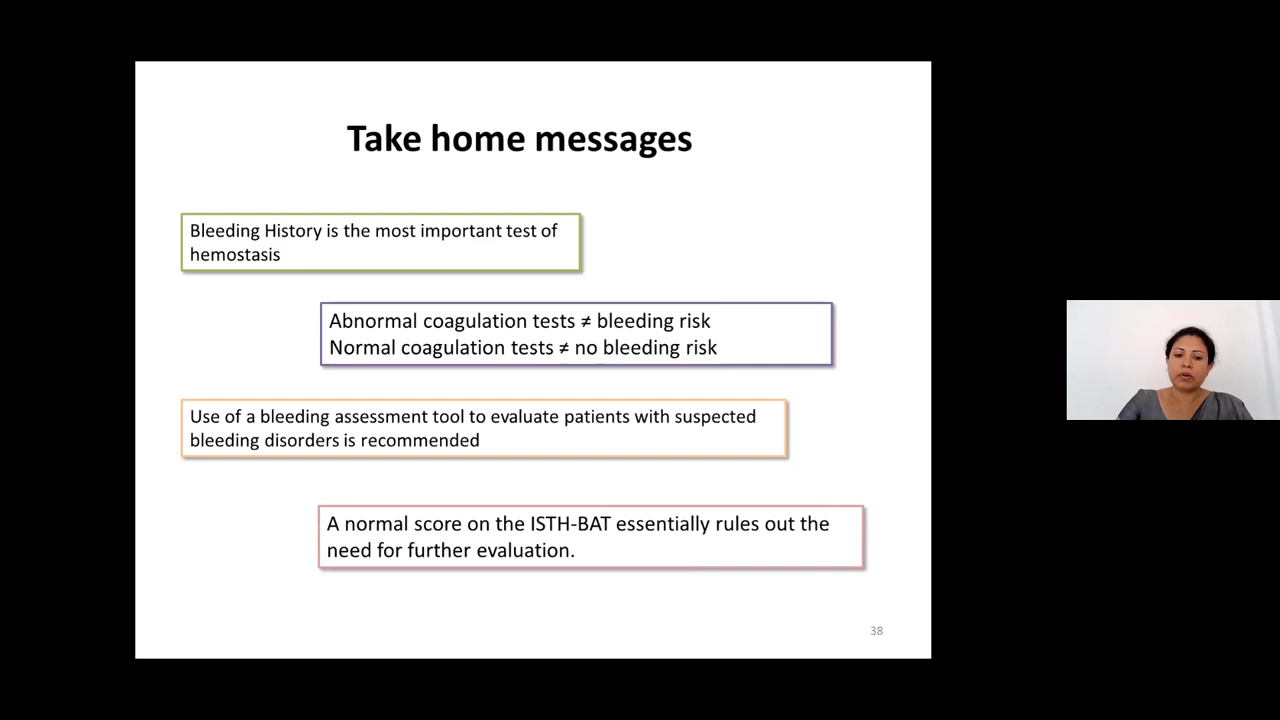 Take home messages
Bleeding History is the most important test of
hemostasis
Abnormal coagulation tests ≠ bleeding risk
Normal coagulation tests ≠ no bleeding risk
Use of a bleeding assessment tool to evaluate patients with suspected
bleeding disorders is recommended
A normal score on the ISTH-BAT essentially rules out the
need for further evaluation.
38